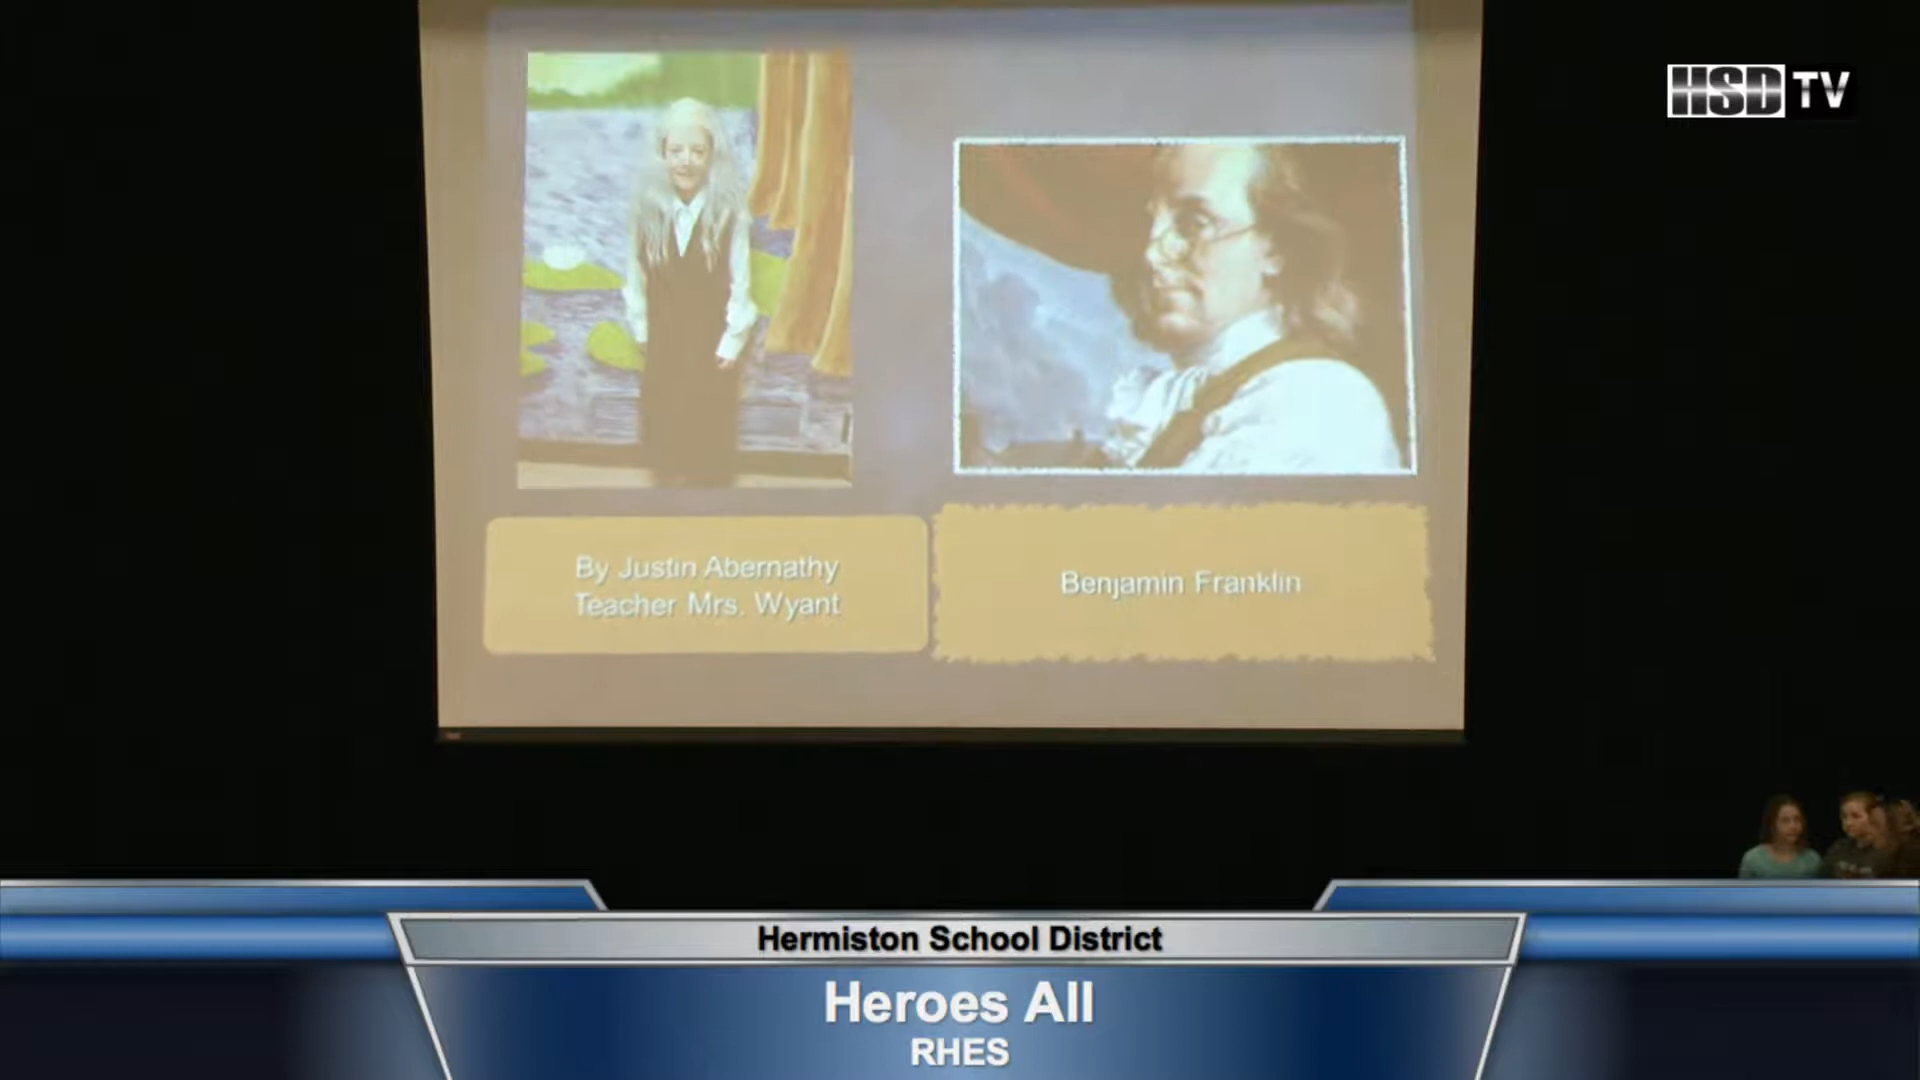 HSD TV
By Justin Abernathy
Teacher Mrs. Wyant
Benjamin Franklin
Hermiston School District
Heroes All
RHES